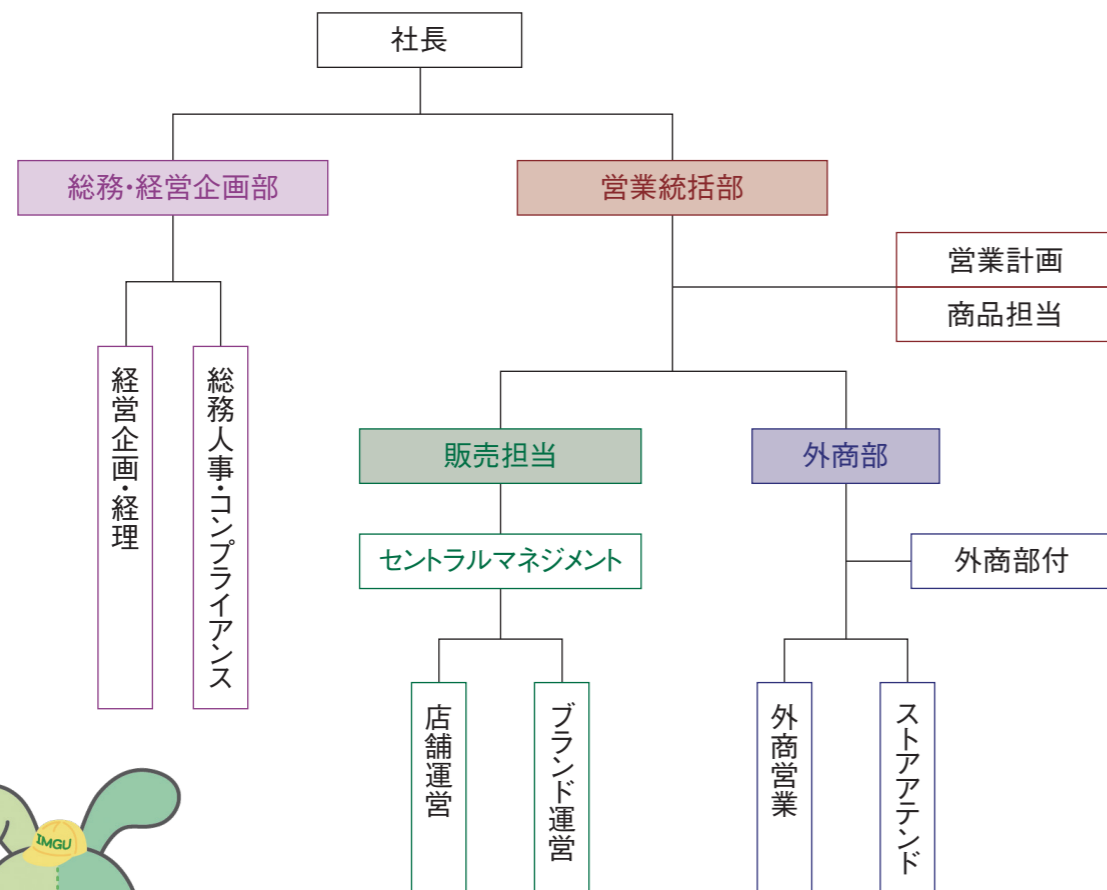 社長
総務・経営企画部
営業統括部
営業計画
商品担当
経営企画・経理
総務人事・コンプライアンス
販売担当
外商部
セントラルマネジメント
外商部付
店舗運営
ブランド運営
外商営業
ストアアテンド
IMGU